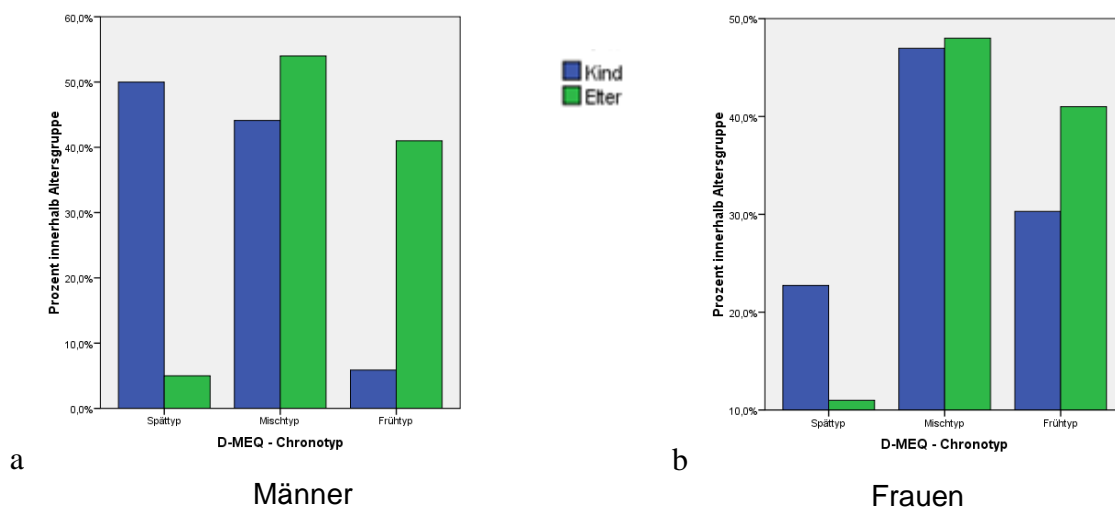 60,0%
50,0%
40,0%
30,0%
20,0%
10,0%
0,0%
Prozent innerhalb Altersgruppe
Spättyp Mischtyp Frühtyp
D-MEQ - Chronotyp
a
Männer
Kind
Elter
50,0%
40,0%
30,0%
20,0%
10,0%
Prozent innerhalb Altersgruppe
Spättyp Mischtyp Frühtyp
D-MEQ - Chronotyp
b
Frauen